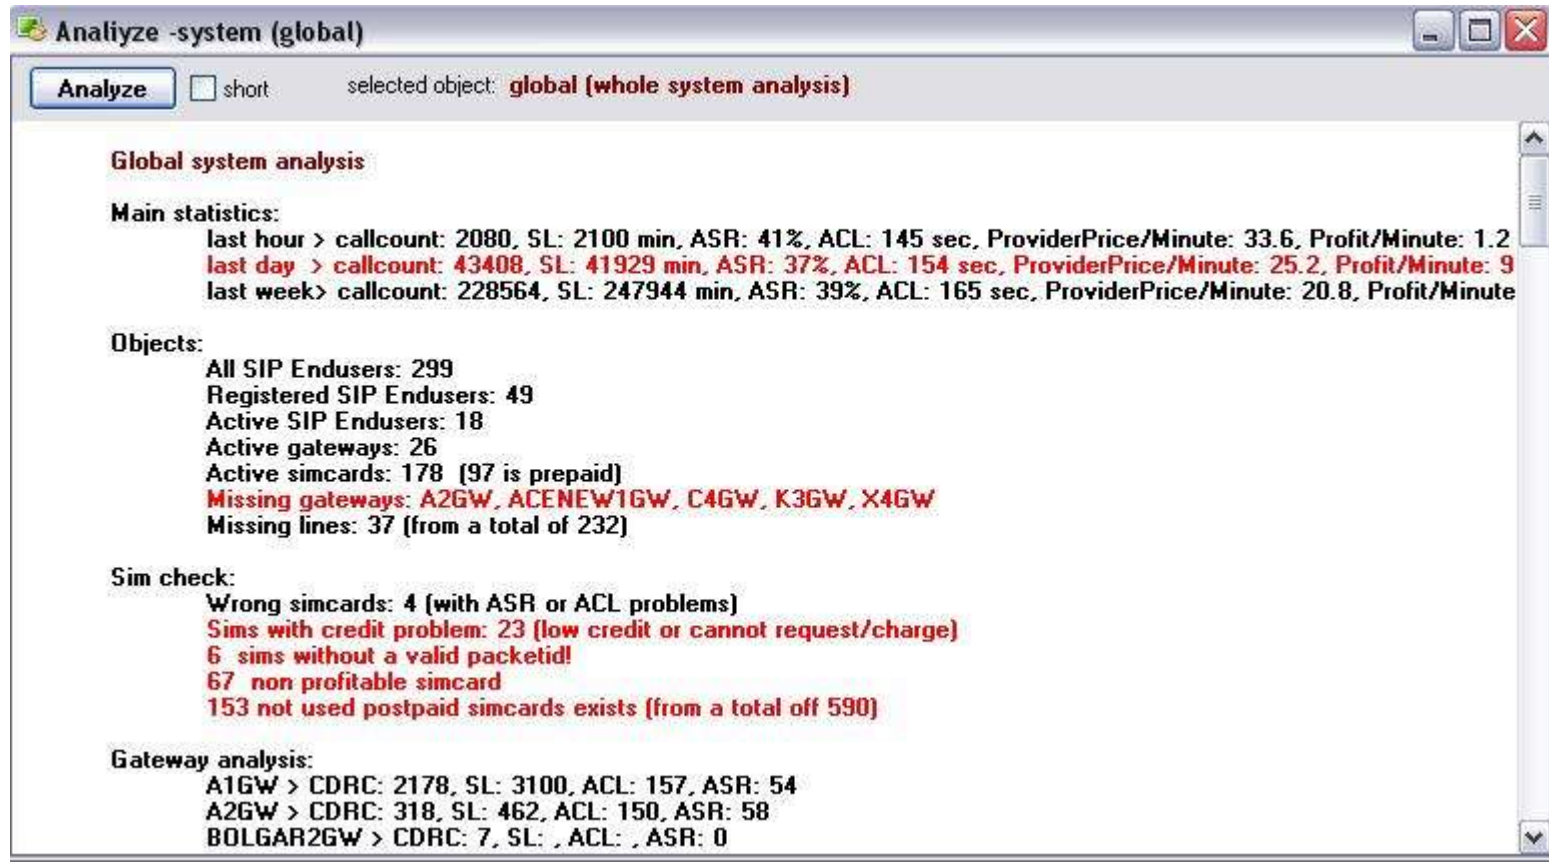 Analiyze -system (global)
Analyze short selected object: global (whole system analysis)
Global system analysis
Main statistics:
last hour > callcount: 2080, SL: 2100 min, ASR: 41%, ACL: 145 sec, ProviderPrice/Minute: 33.6, Profit/Minute: 1.2
last day > callcount: 43408, SL: 41929 min, ASR: 37%, ACL: 154 sec, ProviderPrice/Minute: 25.2, Profit/Minute: 9
last week> callcount: 228564, SL: 247944 min, ASR: 39%, ACL: 165 sec, ProviderPrice/Minute: 20.8, Profit/Minute
Objects:
All SIP Endusers: 299
Registered SIP Endusers: 49
Active SIP Endusers: 18
Active gateways: 26
Active simcards: 178 (97 is prepaid)
Missing gateways: A2GW, ACENEW1GW, C4GW, K3GW, X4GW
Missing lines: 37 (from a total of 232)
Sim check:
Wrong simcards: 4 (with ASR or ACL problems)
Sims with credit problem: 23 (low credit or cannot request/charge)
6 sims without a valid packetid!
67 non profitable simcard
153 not used postpaid simcards exists (from a total off 590)
Gateway analysis:
A1GW > CDRC: 2178, SL: 3100, ACL: 157, ASR: 54
A2GW > CDRC: 318, SL: 462, ACL: 150, ASR: 58
BOLGAR2GW > CDRC: 7, SL: , ACL: , ASR: 0